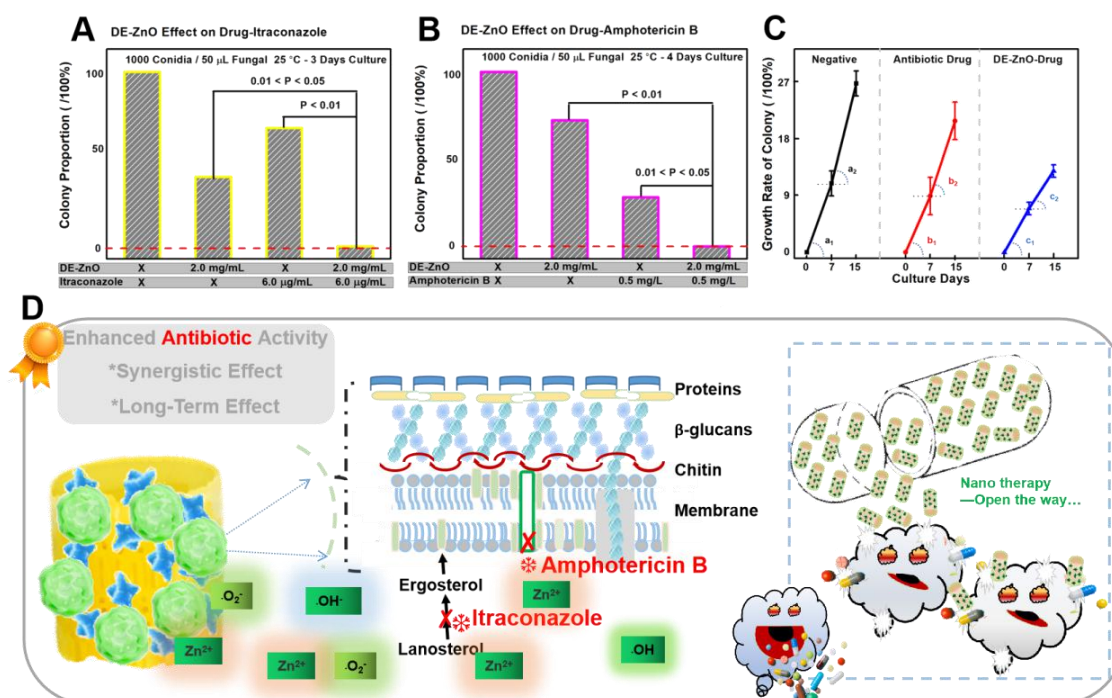 A
DE-ZnO Effect on Drug-Itraconazole
1000 Conidia / 50 μL Fungal 25 °C - 3 Days Culture
Colony Proportion ( /100%)
100
50
0
0.01 < P < 0.05
P < 0.01
DE-ZnO X 2.0 mg/mL X 2.0 mg/mL
Itraconazole X X 6.0 μg/mL 6.0 μg/mL
B
DE-ZnO Effect on Drug-Amphotericin B
1000 Conidia / 50 μL Fungal 25 °C - 4 Days Culture
Colony Proportion ( /100%)
100
50
0
P < 0.01
0.01 < P < 0.05
DE-ZnO X 2.0 mg/mL X 2.0 mg/mL
Amphotericin B X X 0.5 mg/L 0.5 mg/L
C
Negative Antibiotic Drug DE-ZnO-Drug
Growth Rate of Colony ( /100%)
27
18
9
0
a₂
a₁
b₂
b₁
c₂
c₁
0 7 15 0 7 15 0 7 15
Culture Days
D
Enhanced Antibiotic Activity
*Synergistic Effect
*Long-Term Effect
Proteins
β-glucans
Chitin
Membrane
X
Amphotericin B
Ergosterol
X Itraconazole
Lanosterol
·O₂⁻
·OH·
Zn²⁺
Zn²⁺
Zn²⁺
·O₂⁻
Zn²⁺
·OH
Nano therapy
—Open the way…